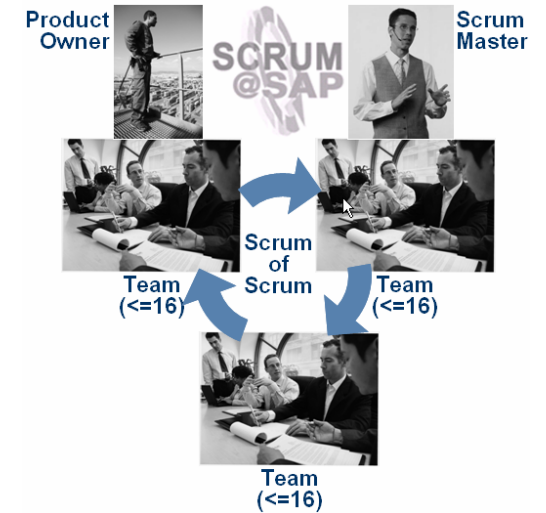 Product
Owner
SCRUM
@SAP
Scrum
Master
Scrum
of
Scrum
Team
(<=16)
Team
(<=16)
Team
(<=16)